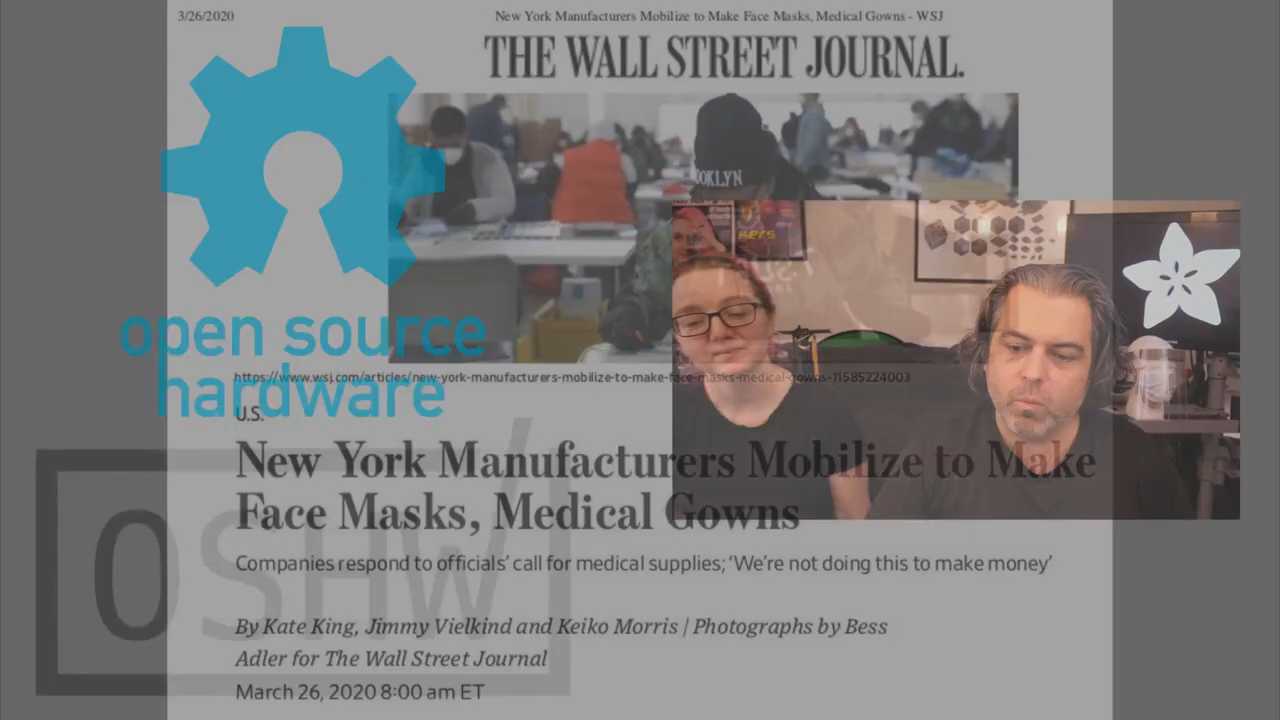 3/26/2020
New York Manufacturers Mobilize to Make Face Masks, Medical Gowns - WSJ
THE WALL STREET JOURNAL.
OOKLYN
open source
hardware
https://www.wsj.com/articles/new-york-manufacturers-mobilize-to-make-face-masks-medical-gowns-11585224003
U.S.
New York Manufacturers Mobilize to Make
Face Masks, Medical Gowns
Companies respond to officials' call for medical supplies; 'We're not doing this to make money'
OSHW
By Kate King, Jimmy Vielkind and Keiko Morris | Photographs by Bess
Adler for The Wall Street Journal
March 26, 2020 8:00 am ET